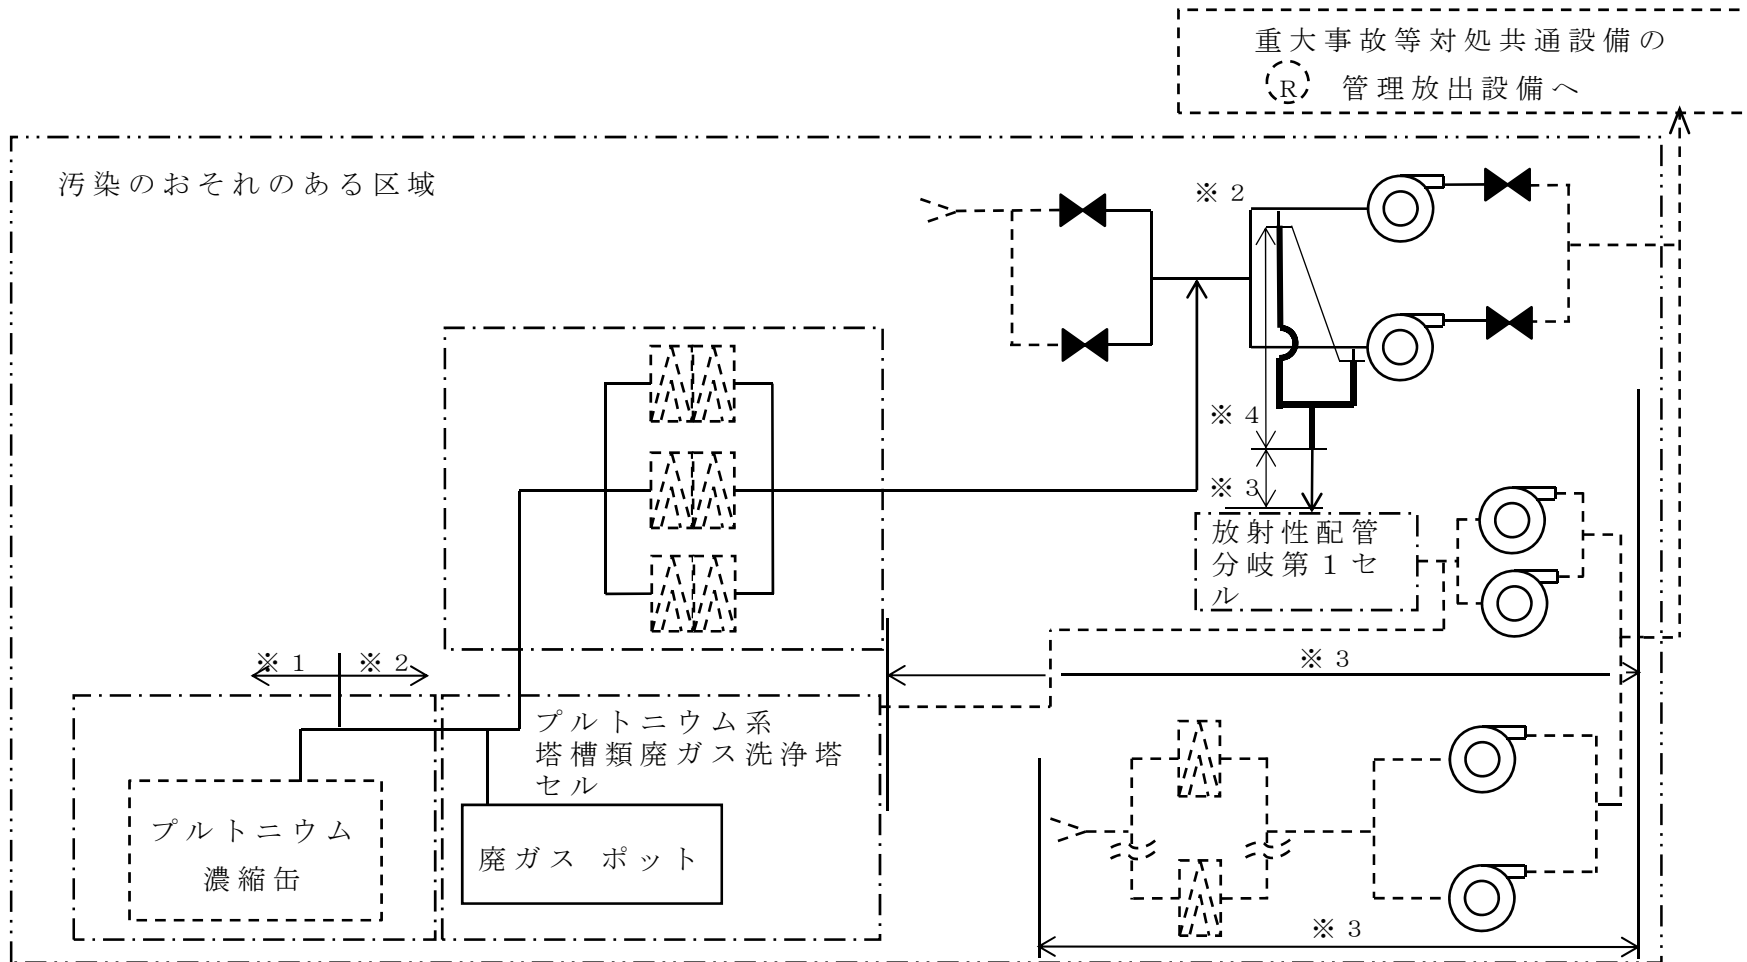 重大事故等対処共通設備の
R 管理放出設備へ
汚染のおそれのある区域
※2
※4
※3
放射性配管
分岐第1セ
ル
※1 ※2
※3
プルトニウム系
塔槽類廃ガス洗浄塔
セル
プルトニウム
濃縮缶
廃ガス ポット
※3